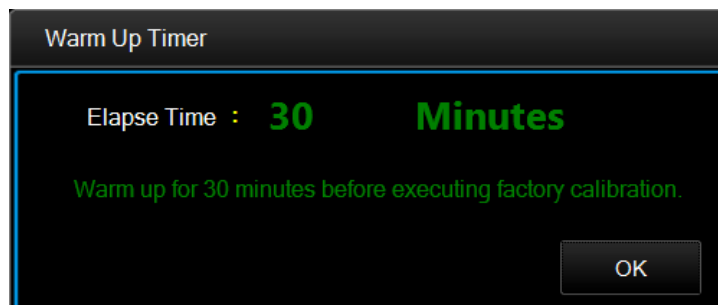 Warm Up Timer
Elapse Time : 30 Minutes
Warm up for 30 minutes before executing factory calibration.
OK